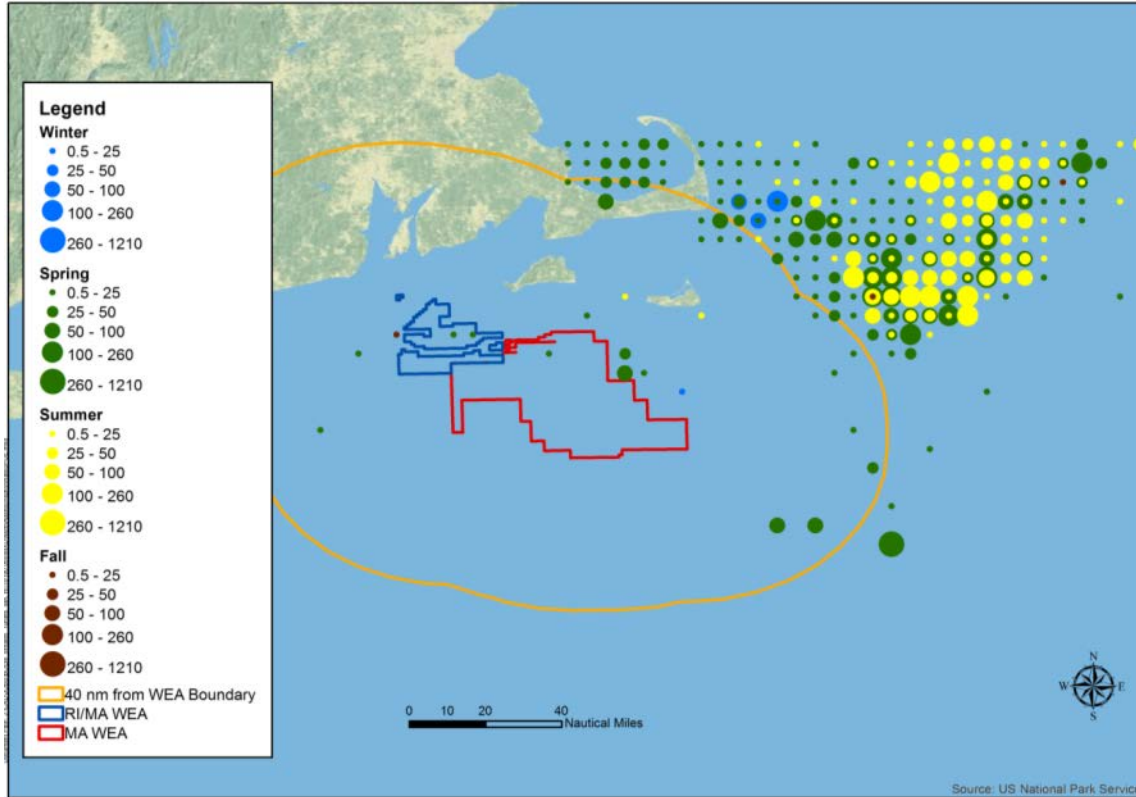 Legend
Winter
0.5 - 25
25 - 50
50 - 100
100 - 260
260 - 1210
Spring
0.5 - 25
25 - 50
50 - 100
100 - 260
260 - 1210
Summer
0.5 - 25
25 - 50
50 - 100
100 - 260
260 - 1210
Fall
0.5 - 25
25 - 50
50 - 100
100 - 260
260 - 1210
40 nm from WEA Boundary
RI/MA WEA
MA WEA
0 10 20 40
Nautical Miles
N
W E
S
Source: US National Park Service